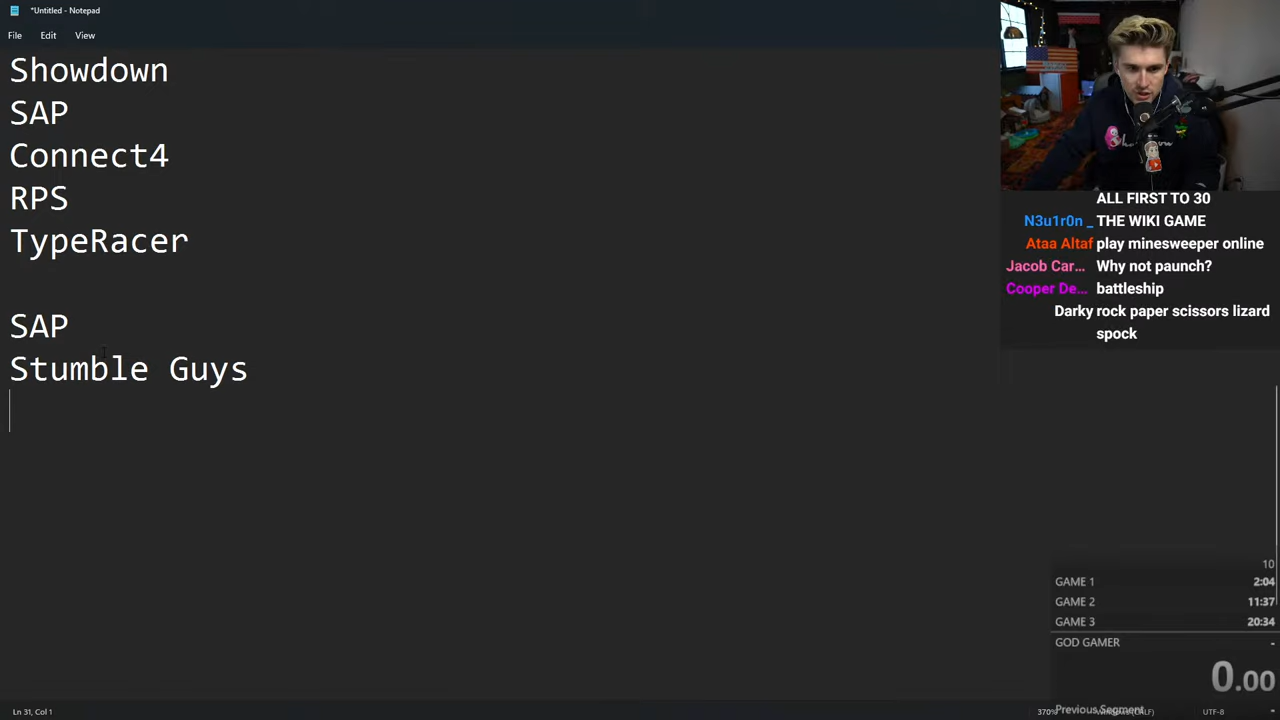 *Untitled - Notepad
File Edit View
Showdown
SAP
Connect4
RPS
TypeRacer
SAP
Stumble Guys
ALL FIRST TO 30
N3u1r0n _ THE WIKI GAME
Ataa Altaf play minesweeper online
Jacob Car... Why not paunch?
Cooper De... battleship
Darky rock paper scissors lizard
spock
10
GAME 1 2:04
GAME 2 11:37
GAME 3 20:34
GOD GAMER -
0.00
Previous Segment -
Ln 31, Col 1 370% UTF-8